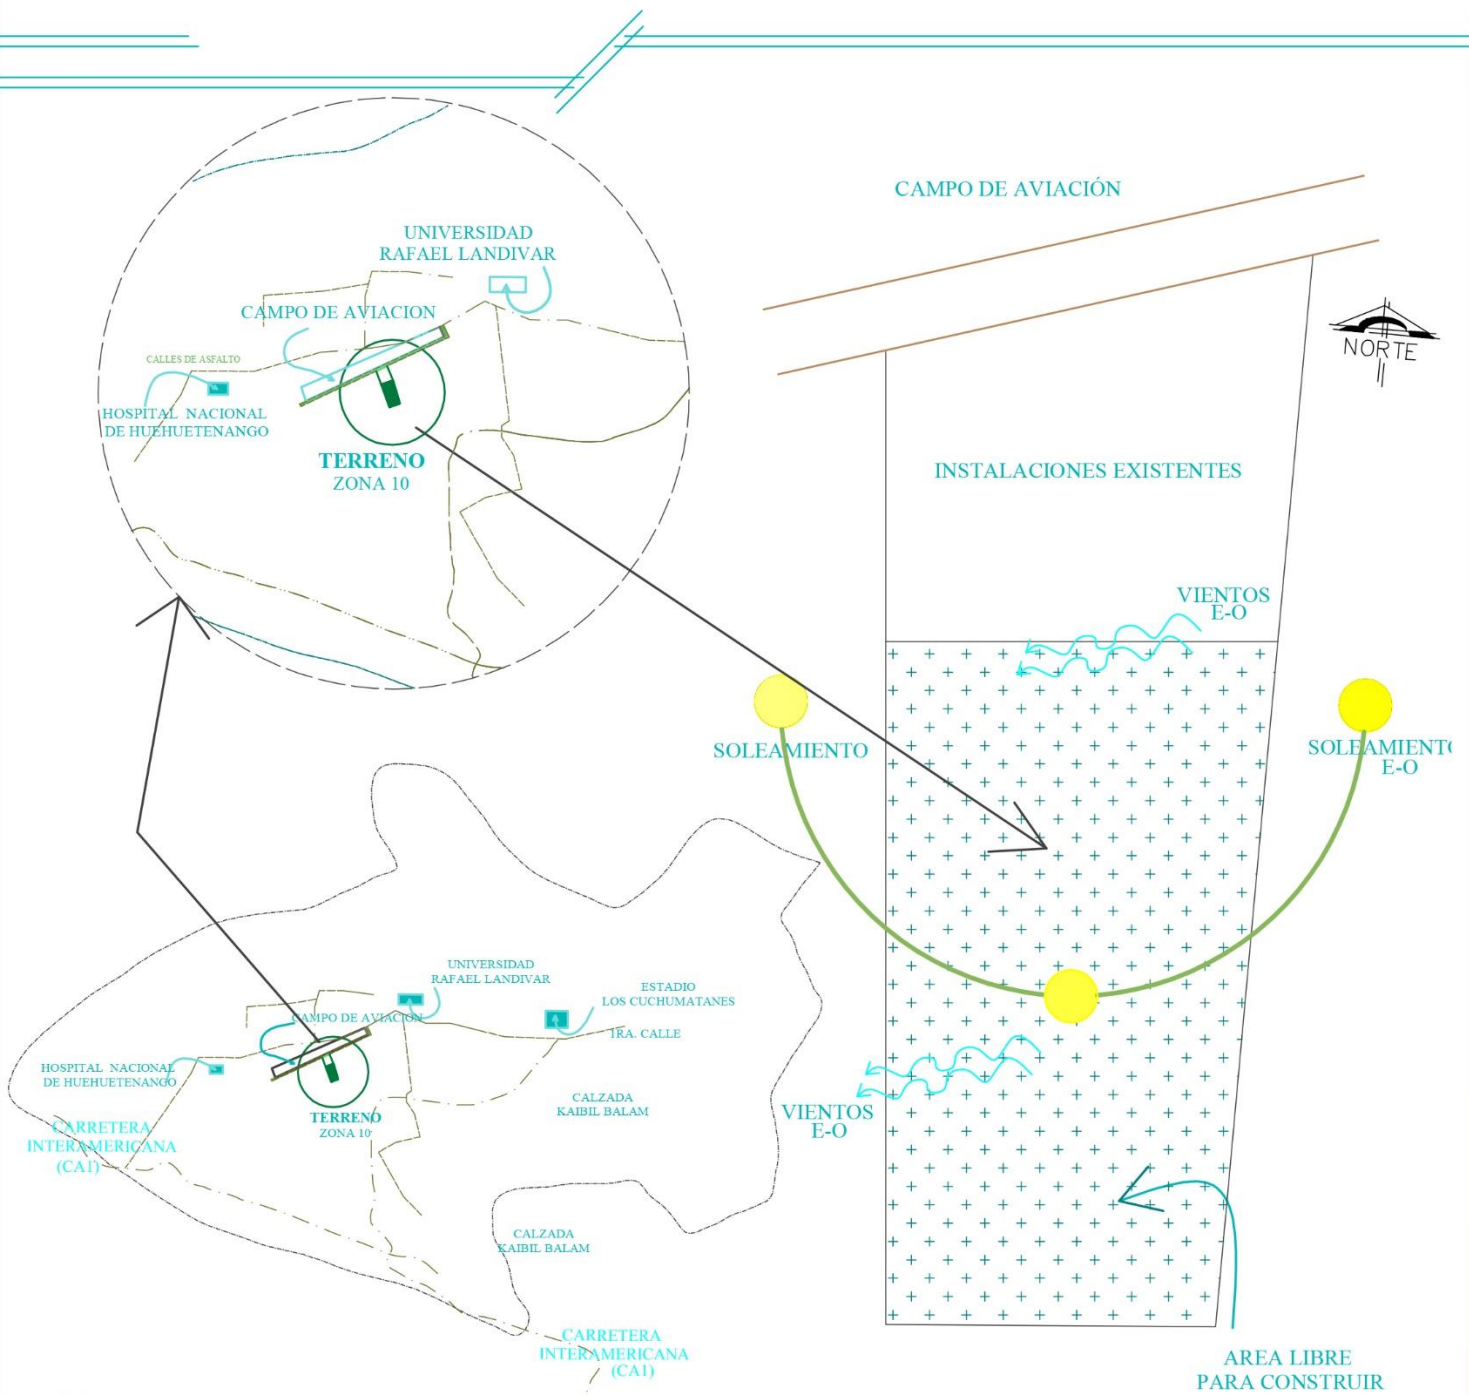 CAMPO DE AVIACIÓN
UNIVERSIDAD
RAFAEL LANDIVAR
CAMPO DE AVIACION
CALLES DE ASFALTO
HOSPITAL NACIONAL
DE HUEHUETENANGO
TERRENO
ZONA 10
NORTE
INSTALACIONES EXISTENTES
VIENTOS
E-O
SOLEAMIENTO
SOLEAMIENTO
E-O
UNIVERSIDAD
RAFAEL LANDIVAR
ESTADIO
LOS CUCHUMATANES
CAMPO DE AVIACION
1RA. CALLE
HOSPITAL NACIONAL
DE HUEHUETENANGO
TERRENO
ZONA 10
CALZADA
KAIBIL BALAM
CARRETERA
INTERAMERICANA
(CA1)
VIENTOS
E-O
CALZADA
KAIBIL BALAM
CARRETERA
INTERAMERICANA
(CA1)
AREA LIBRE
PARA CONSTRUIR